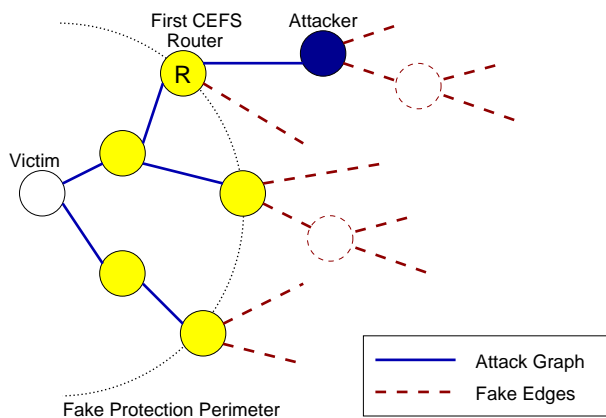 First CEFS
Router
Attacker
R
Victim
Attack Graph
Fake Edges
Fake Protection Perimeter